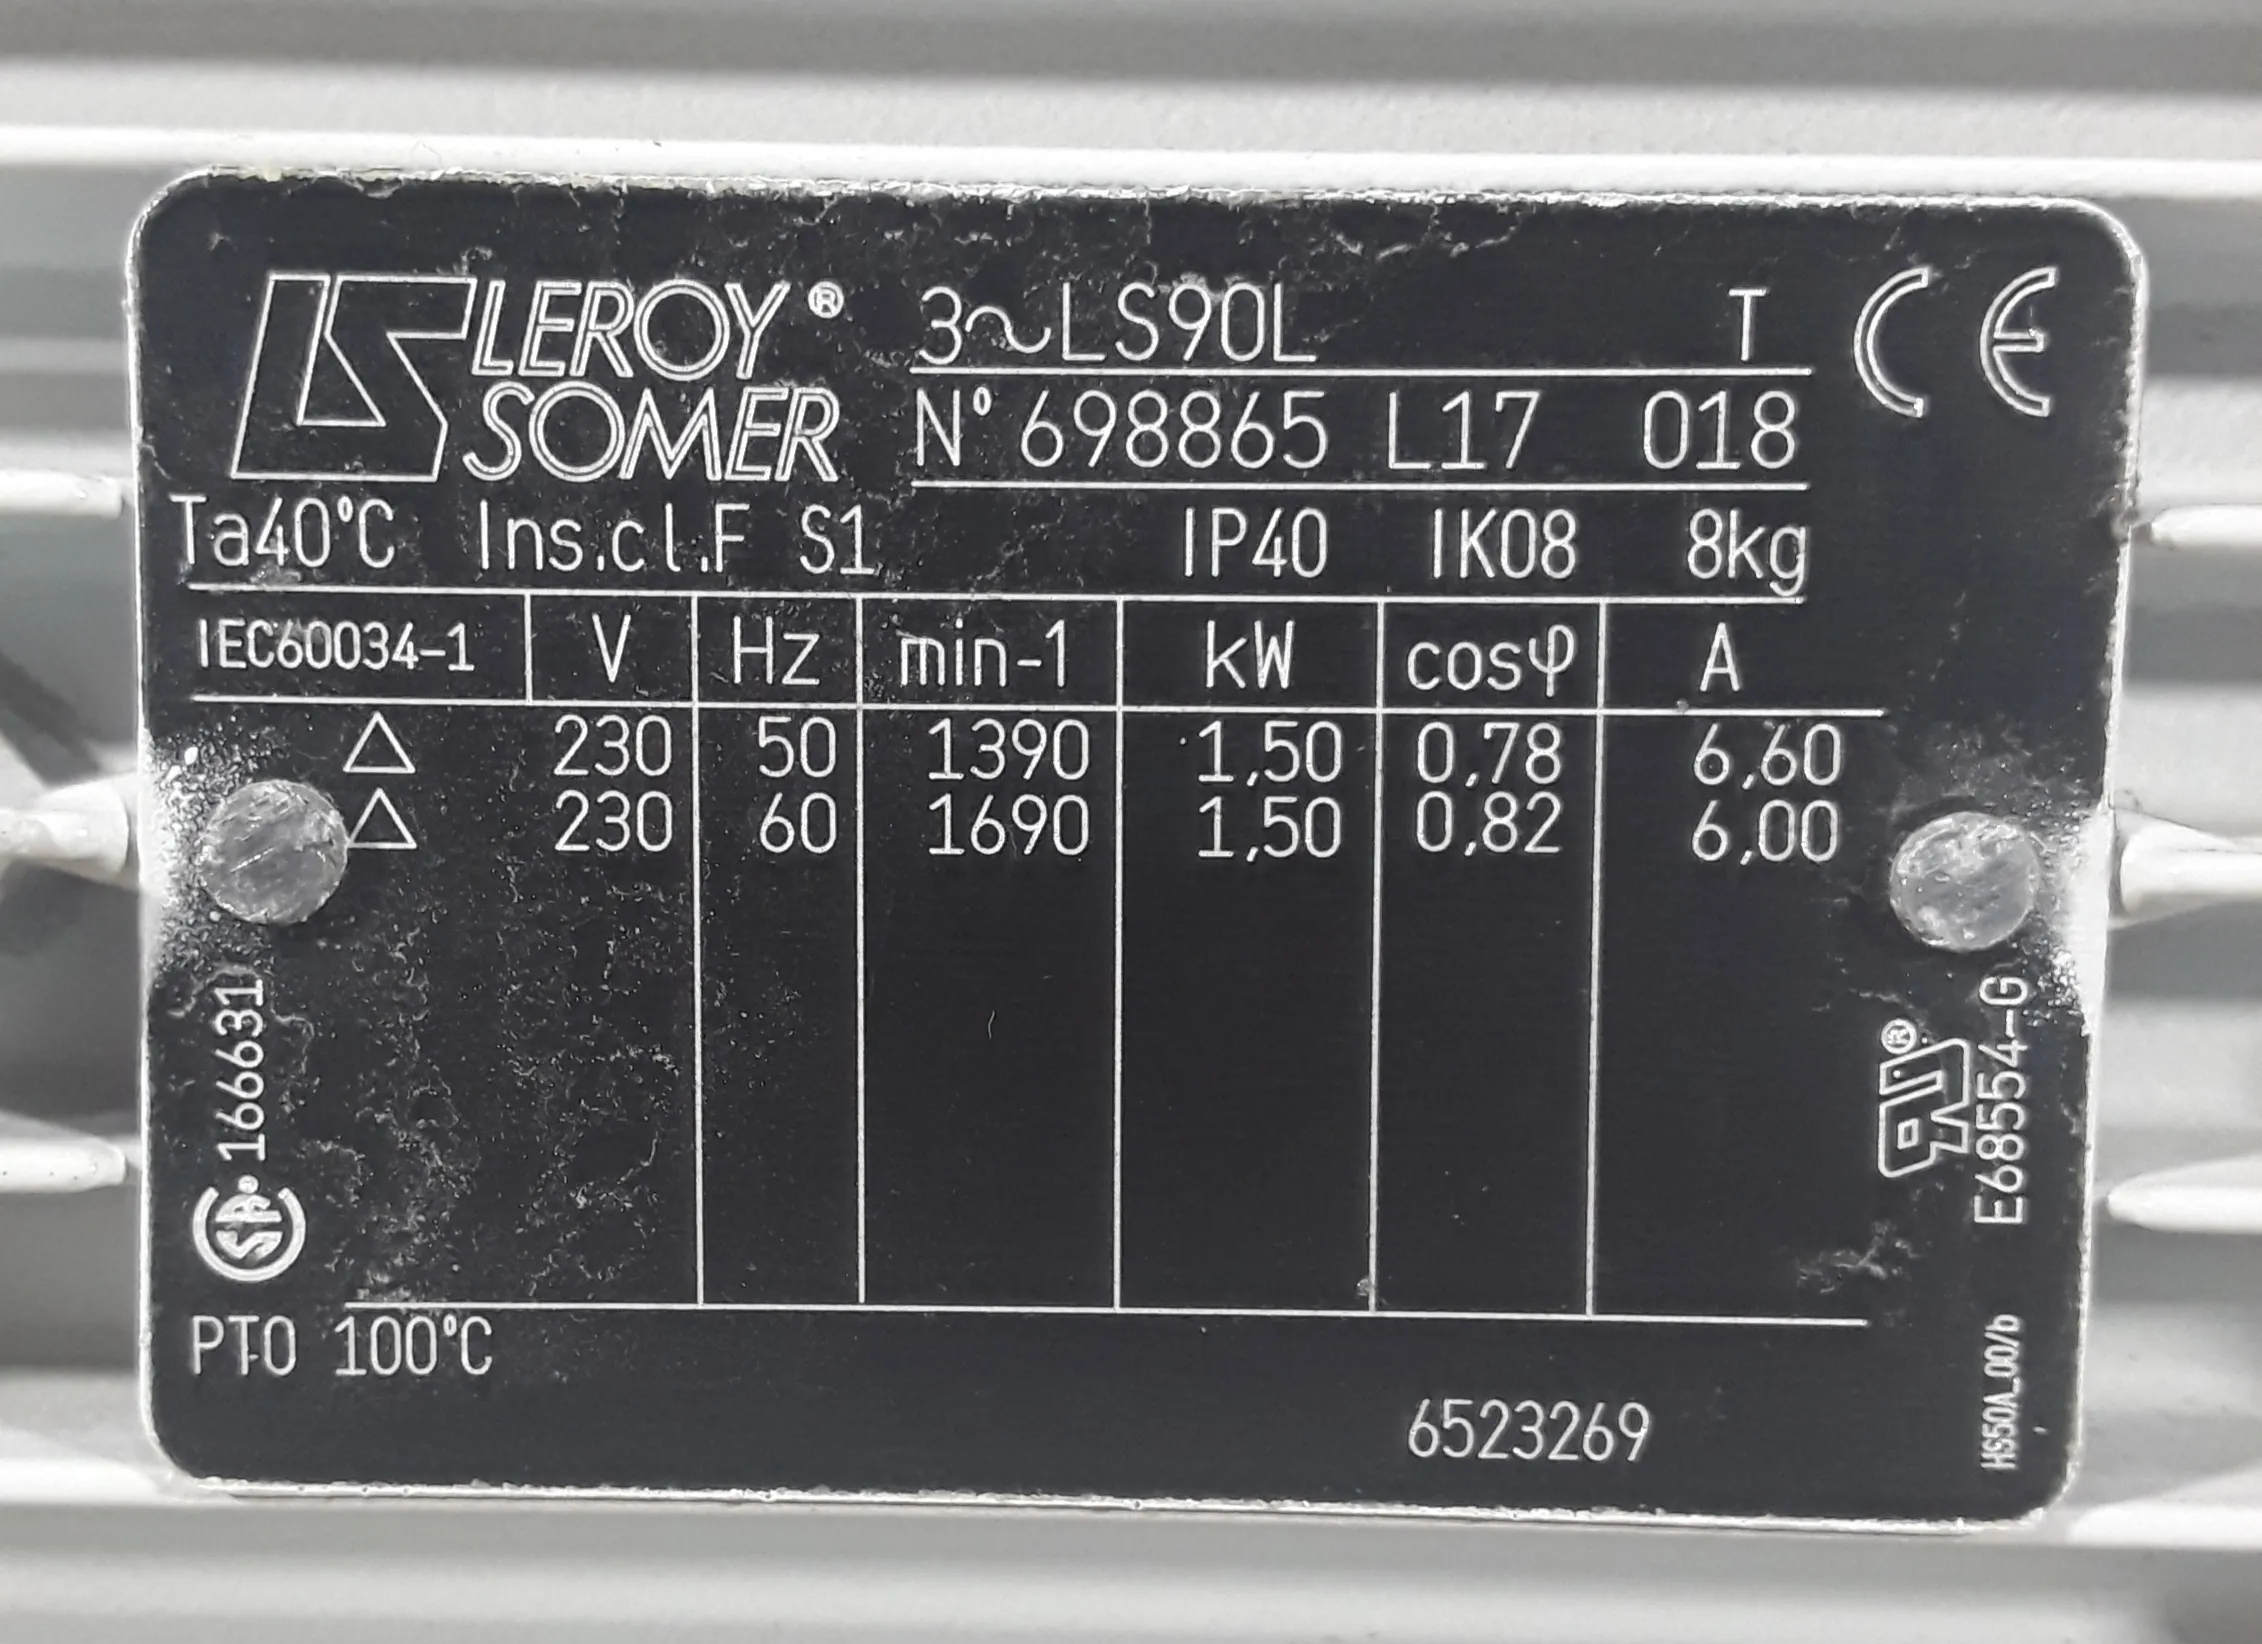 LEROY®
SOMER
3~LS90L T CE
N° 698865 L17 018
Ta40°C Ins.cl.F S1 IP40 IK08 8kg
IEC60034-1 V Hz min-1 kW cosφ A
△ 230 50 1390 1,50 0,78 6,60
△ 230 60 1690 1,50 0,82 6,00
166631
E68554-G
HS50A_00/b
PTO 100°C
6523269